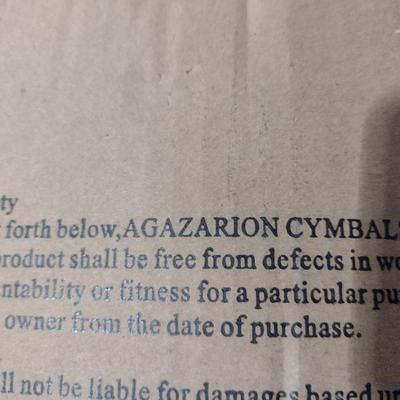 ty
forth below,AGAZARION CYMBAL
product shall be free from defects in wo
ntability or fitness for a particular pu
owner from the date of purchase.
ll not be liable for damages based u